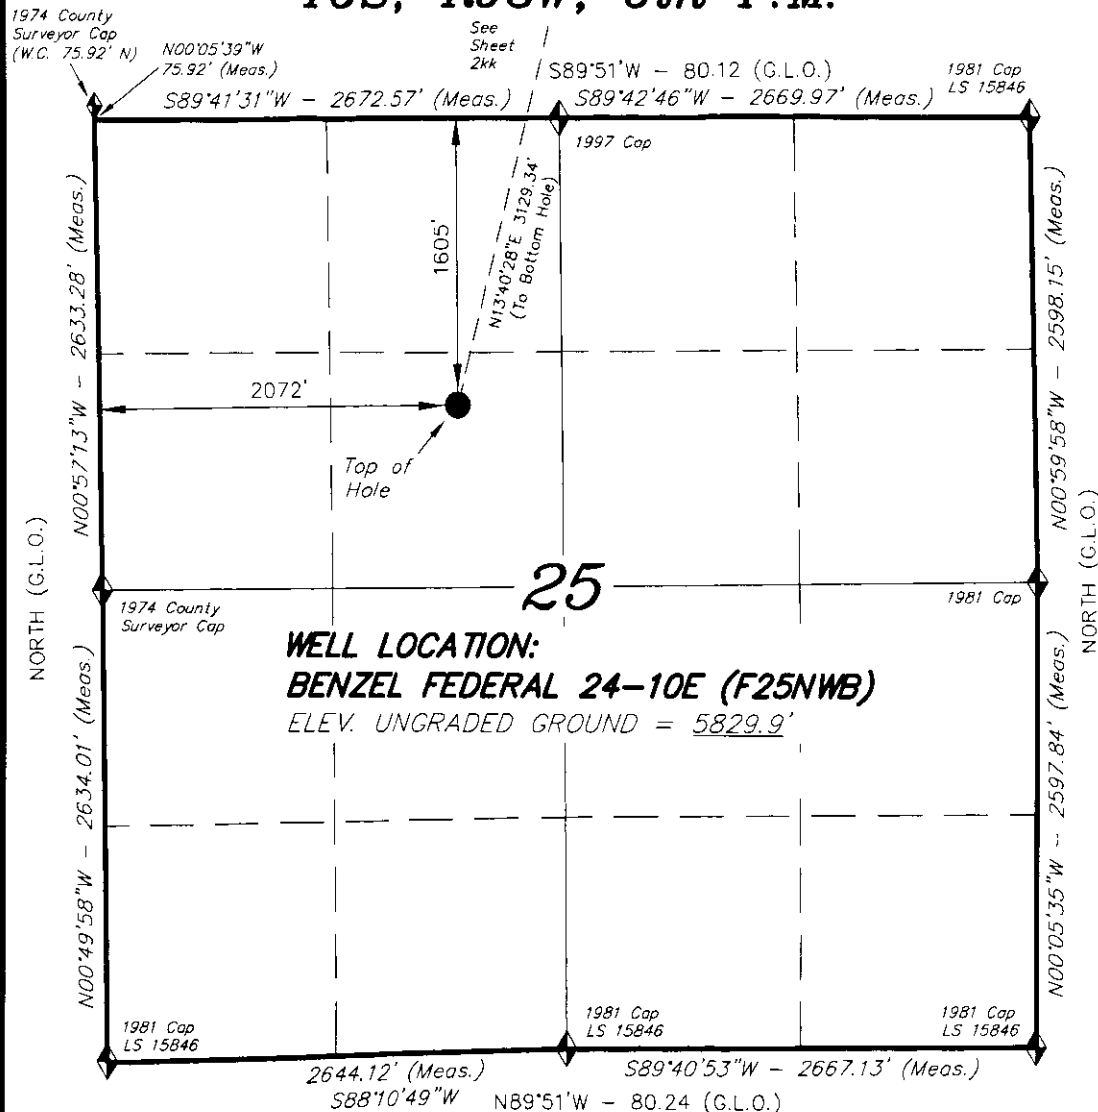 1974 County
Surveyor Cap
(W.C. 75.92' N)
N00°05'39"W
75.92' (Meas.)
See
Sheet
2kk
S89°51'W – 80.12 (G.L.O.)
S89°41'31"W – 2672.57' (Meas.)
S89°42'46"W – 2669.97' (Meas.)
1981 Cap
LS 15846
1997 Cap
N00°57'13"W – 2633.28' (Meas.)
1605'
N13°40'28"E 3129.34'
(To Bottom Hole)
N00°59'58"W – 2598.15' (Meas.)
2072'
Top of
Hole
NORTH (G.L.O.)
NORTH (G.L.O.)
25
1974 County
Surveyor Cap
1981 Cap
WELL LOCATION:
BENZEL FEDERAL 24–10E (F25NWB)
ELEV. UNGRADED GROUND = 5829.9'
N00°49'58"W – 2634.01' (Meas.)
N00°05'35"W – 2597.84' (Meas.)
1981 Cap
LS 15846
1981 Cap
LS 15846
1981 Cap
LS 15846
2644.12' (Meas.)
S88°10'49"W
S89°40'53"W – 2667.13' (Meas.)
N89°51'W – 80.24 (G.L.O.)